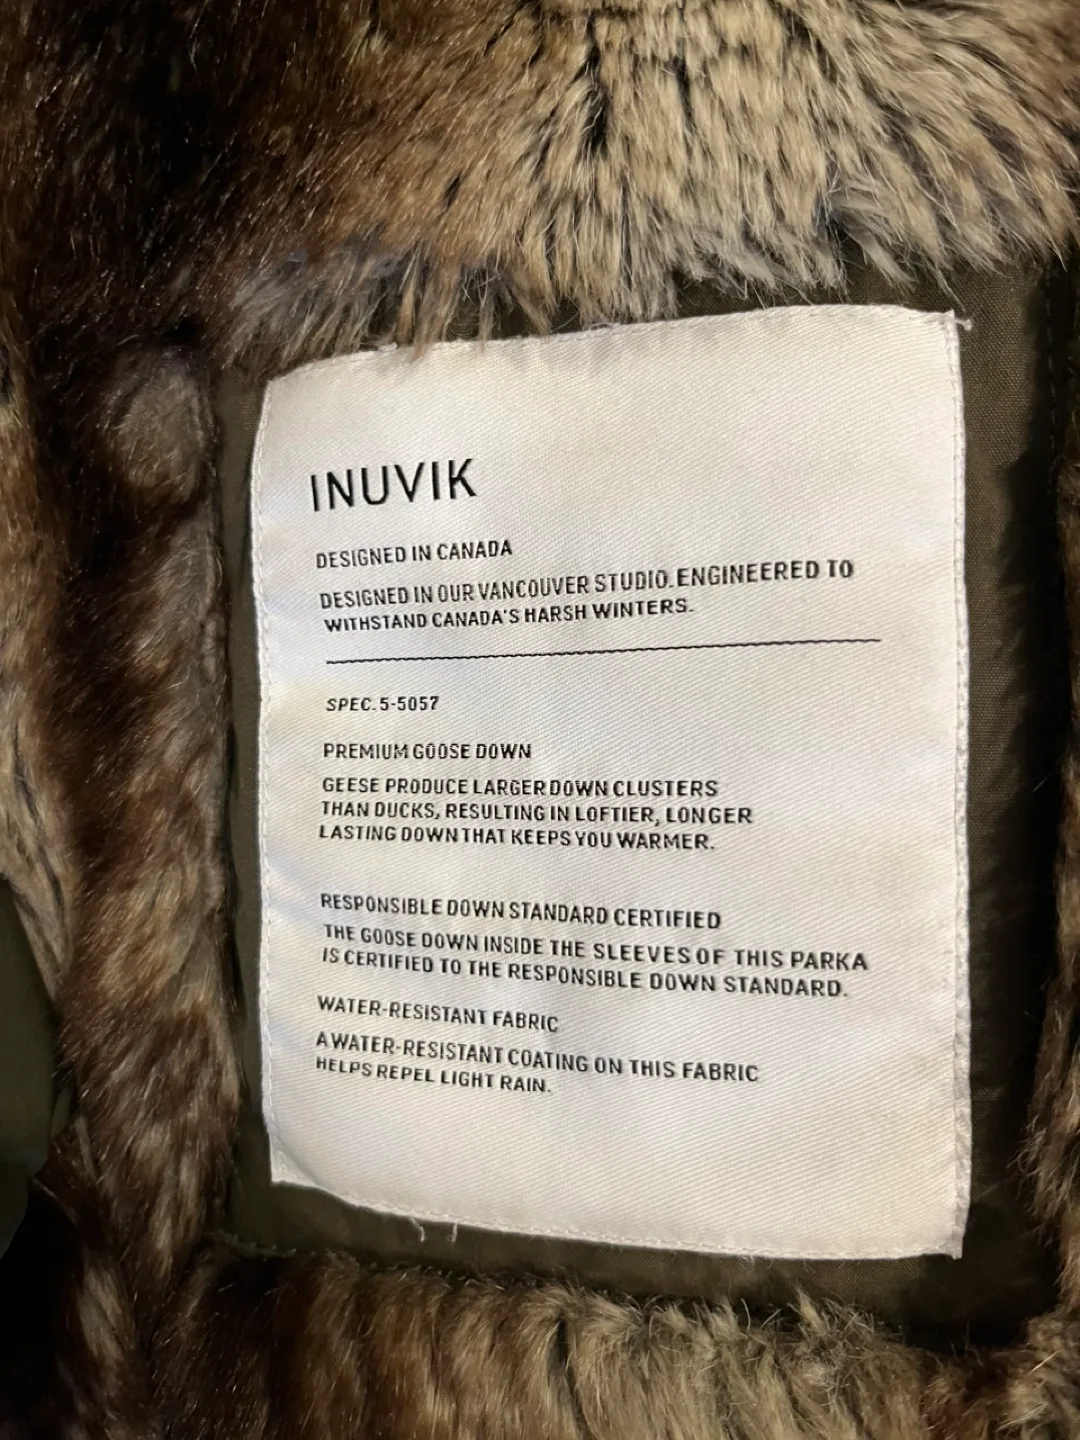 INUVIK
DESIGNED IN CANADA
DESIGNED IN OUR VANCOUVER STUDIO. ENGINEERED TO
WITHSTAND CANADA'S HARSH WINTERS.
SPEC. 5-5057
PREMIUM GOOSE DOWN
GEESE PRODUCE LARGER DOWN CLUSTERS
THAN DUCKS, RESULTING IN LOFTIER, LONGER
LASTING DOWN THAT KEEPS YOU WARMER.
RESPONSIBLE DOWN STANDARD CERTIFIED
THE GOOSE DOWN INSIDE THE SLEEVES OF THIS PARKA
IS CERTIFIED TO THE RESPONSIBLE DOWN STANDARD.
WATER-RESISTANT FABRIC
A WATER-RESISTANT COATING ON THIS FABRIC
HELPS REPEL LIGHT RAIN.